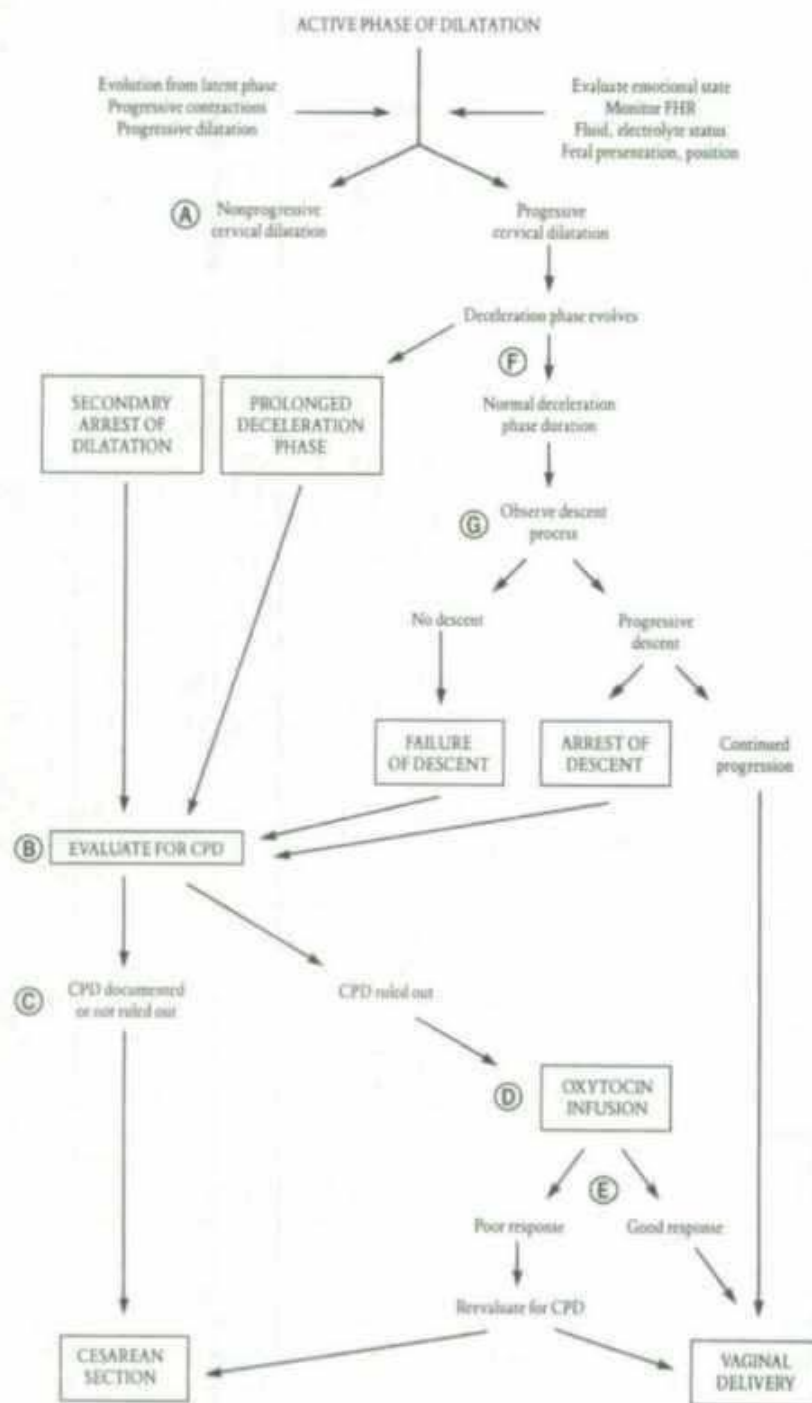 ACTIVE PHASE OF DILATATION
Evolution from latent phase
Progressive contractions
Progressive dilatation
Evaluate emotional state
Monitor FHR
Fluid, electrolyte status
Fetal presentation, position
A
Nonprogressive
cervical dilatation
Progessive
cervical dilatation
Deceleration phase evolves
F
SECONDARY
ARREST OF
DILATATION
PROLONGED
DECELERATION
PHASE
Normal deceleration
phase duration
G
Observe descent
process
No descent
Progressive
descent
FAILURE
OF DESCENT
ARREST OF
DESCENT
Continued
progression
B
EVALUATE FOR CPD
C
CPD documented
or not ruled out
CPD ruled out
D
OXYTOCIN
INFUSION
E
Poor response
Good response
Reevaluate for CPD
CESAREAN
SECTION
VAGINAL
DELIVERY